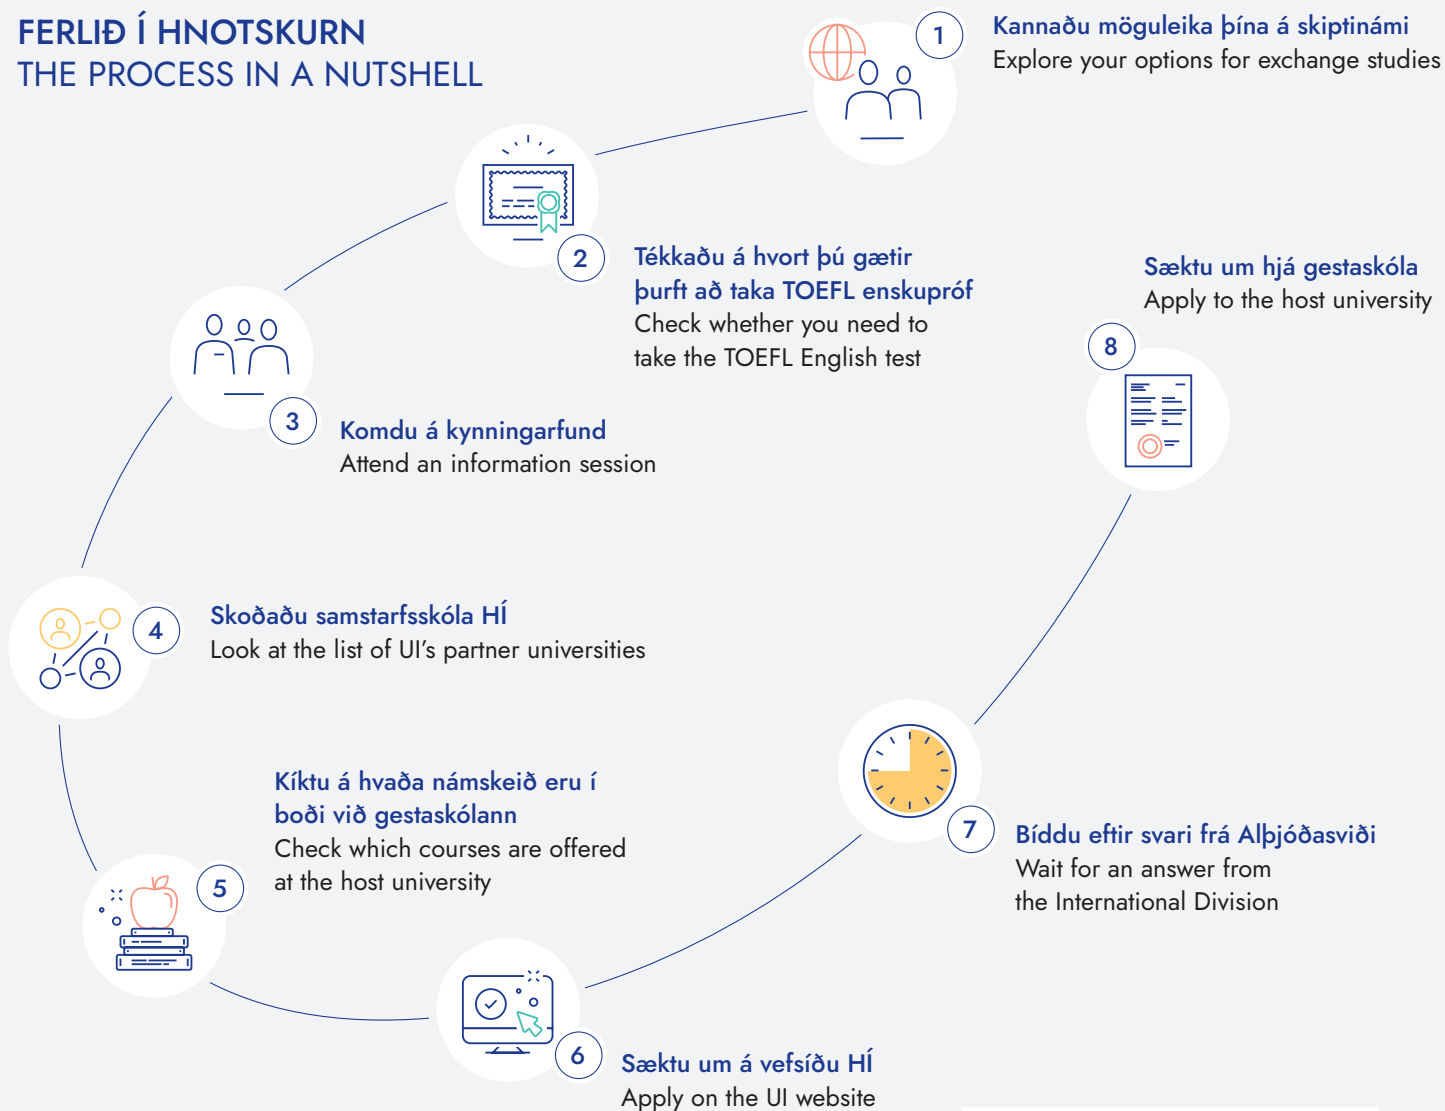 FERLIÐ Í HNOTSKURN
THE PROCESS IN A NUTSHELL
1
Kannaðu möguleika þína á skiptinámi
Explore your options for exchange studies
2
Tékkaðu á hvort þú gætir
þurft að taka TOEFL enskupróf
Check whether you need to
take the TOEFL English test
3
Komdu á kynningarfund
Attend an information session
4
Skoðaðu samstarfsskóla HÍ
Look at the list of UI’s partner universities
5
Kíktu á hvaða námskeið eru í
boði við gestaskólann
Check which courses are offered
at the host university
6
Sæktu um á vefsíðu HÍ
Apply on the UI website
7
Bíddu eftir svari frá Alþjóðasviði
Wait for an answer from
the International Division
8
Sæktu um hjá gestaskóla
Apply to the host university